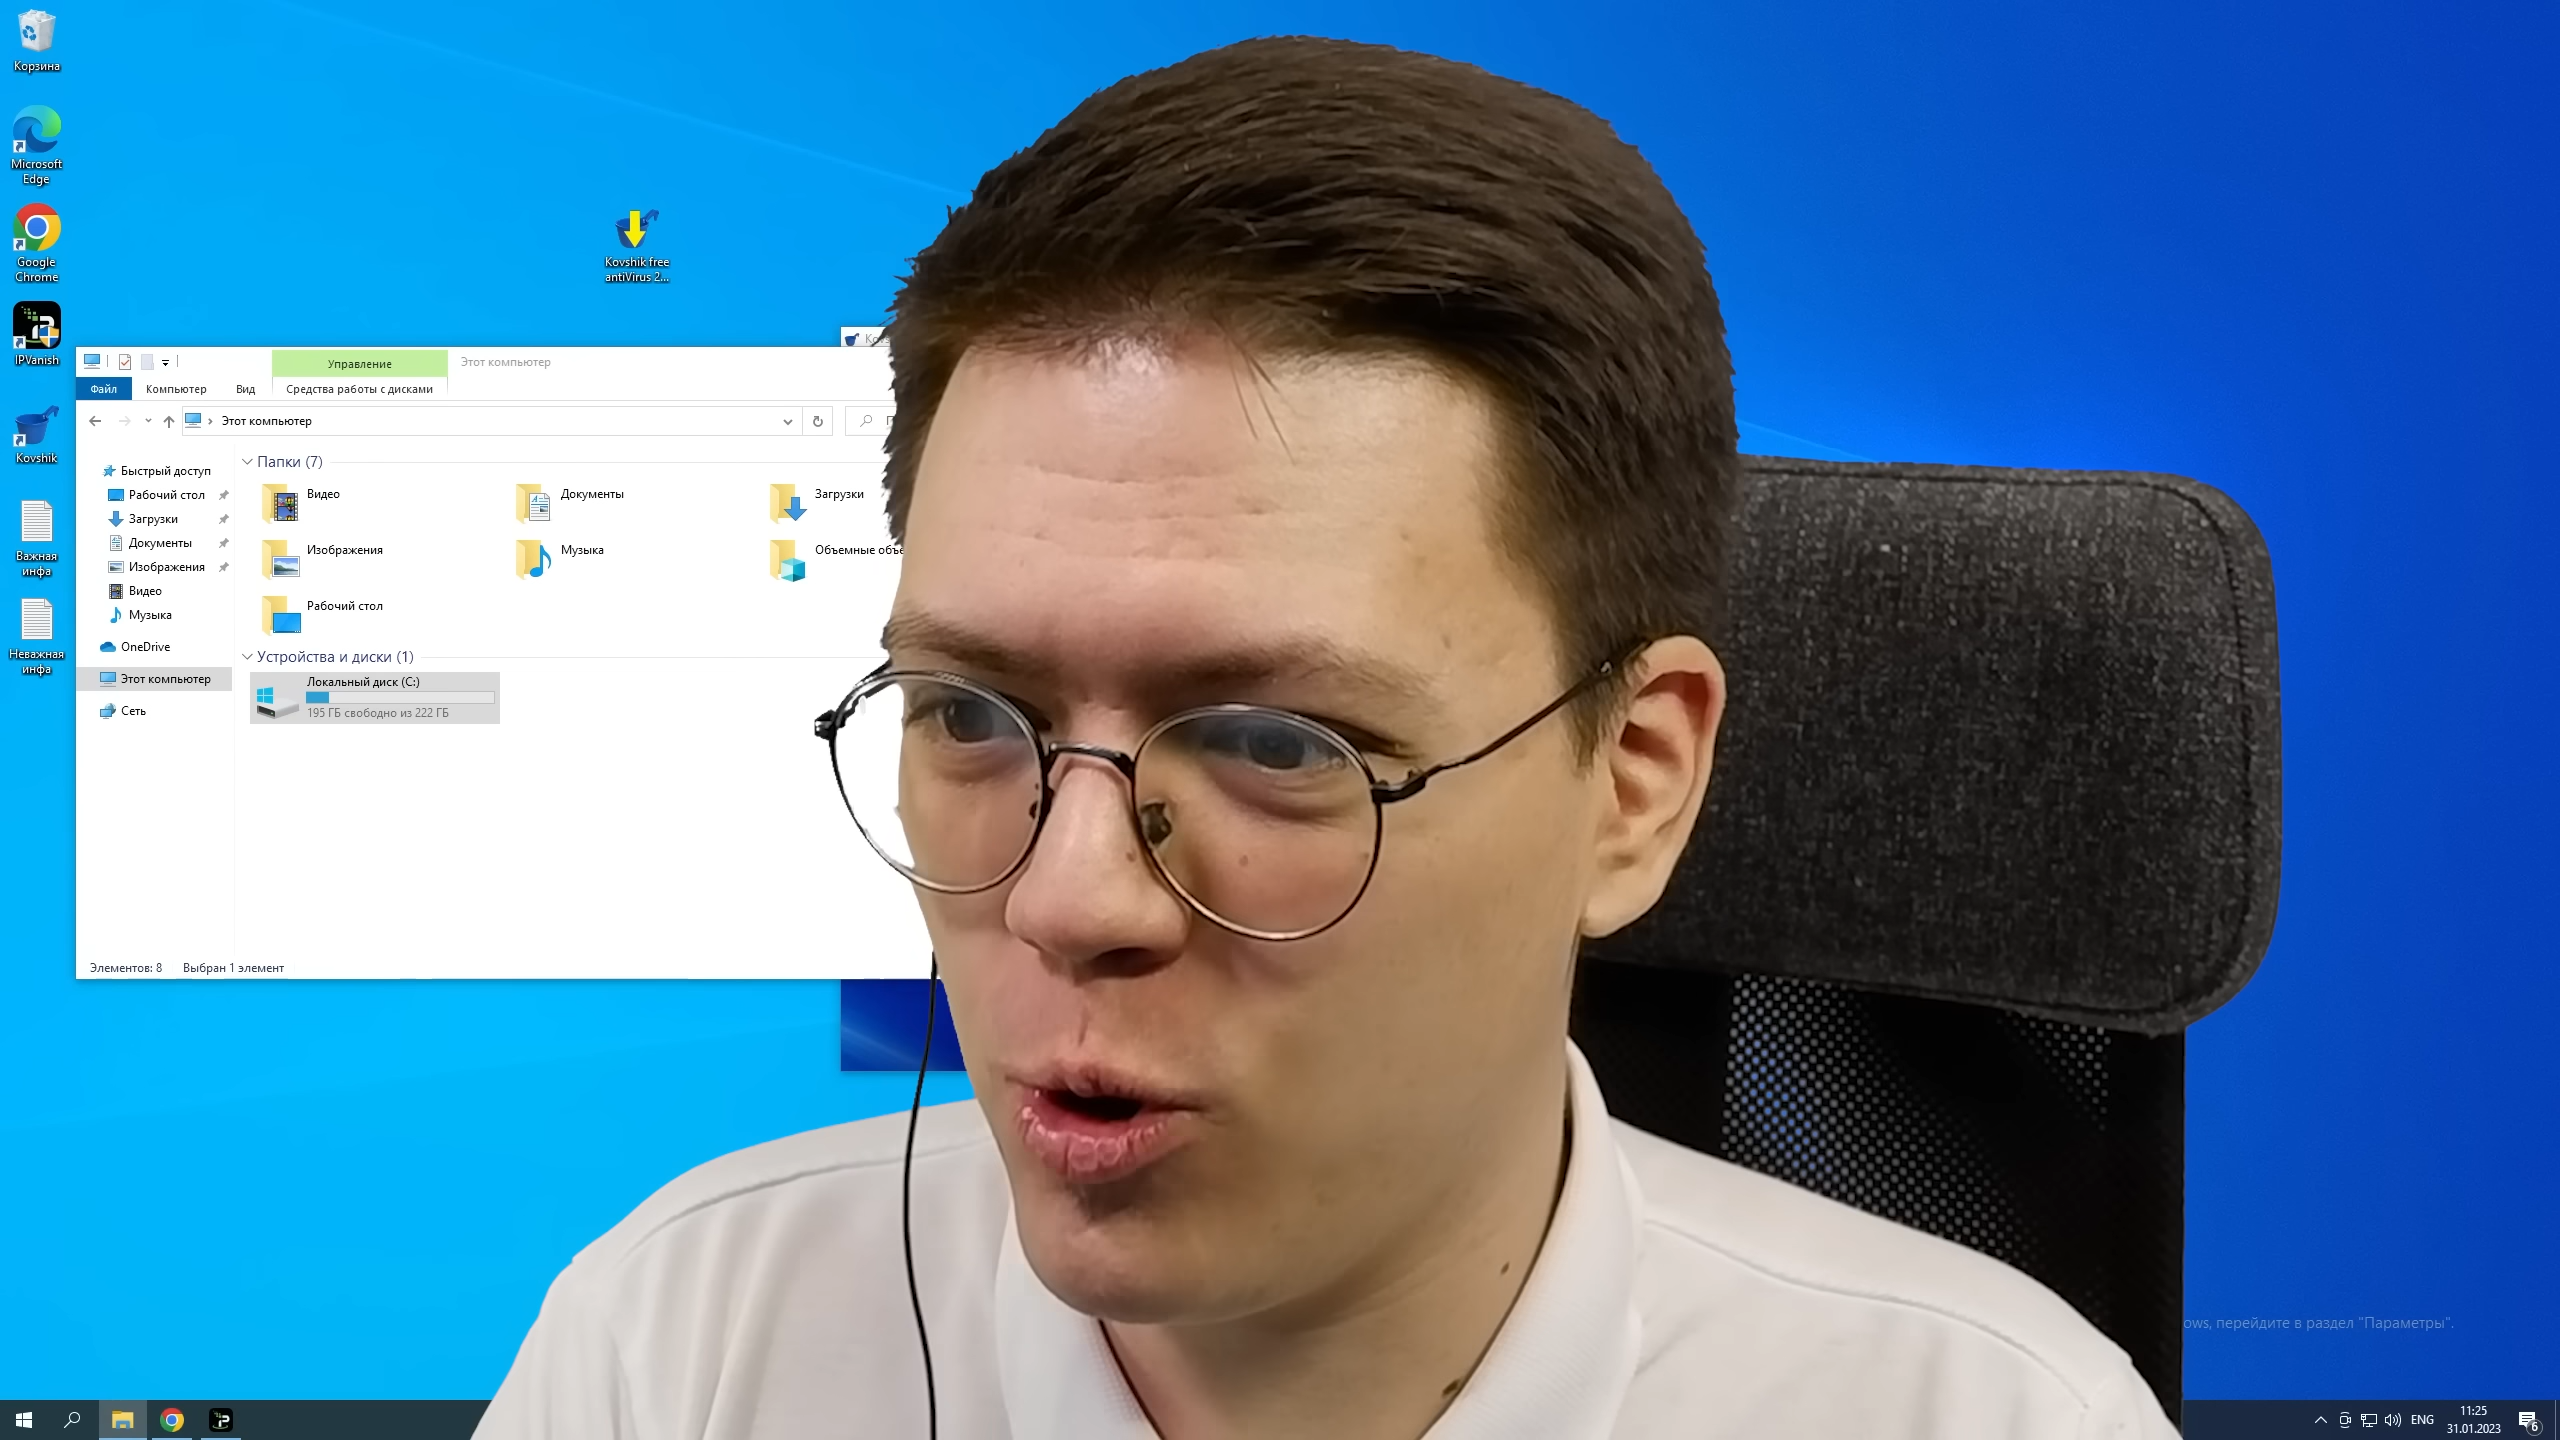 Корзина
Microsoft
Edge
Google
Chrome
IPVanish
Kovshik
Важная
инфа
Неважная
инфа
Kovshik free
antiVirus 2...
Управление
Этот компьютер
Файл
Компьютер
Вид
Средства работы с дисками
Этот компьютер
Быстрый доступ
Рабочий стол
Загрузки
Документы
Изображения
Видео
Музыка
OneDrive
Этот компьютер
Сеть
Папки (7)
Видео
Документы
Загрузки
Изображения
Музыка
Объемные объе
Рабочий стол
Устройства и диски (1)
Локальный диск (C:)
195 ГБ свободно из 222 ГБ
Элементов: 8
Выбран 1 элемент
ows, перейдите в раздел "Параметры".
ENG
11:25
31.01.2023
6